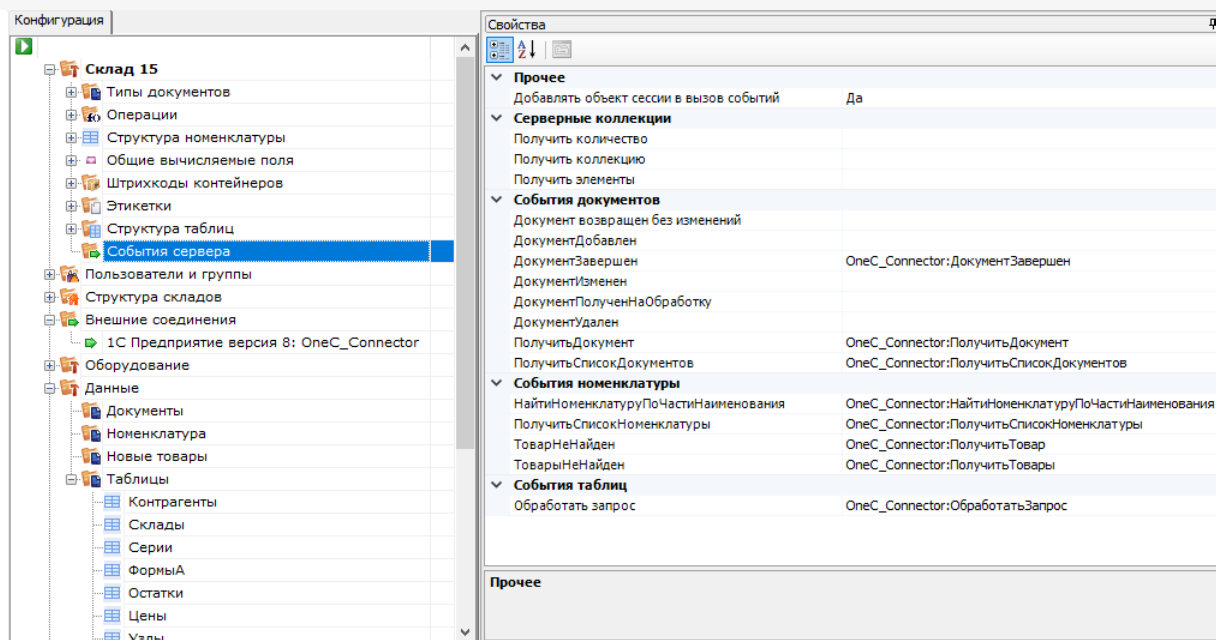 Конфигурация
Склад 15
Типы документов
Операции
Структура номенклатуры
Общие вычисляемые поля
Штрихкоды контейнеров
Этикетки
Структура таблиц
События сервера
Пользователи и группы
Структура складов
Внешние соединения
1С Предприятие версия 8: OneC_Connector
Оборудование
Данные
Документы
Номенклатура
Новые товары
Таблицы
Контрагенты
Склады
Серии
ФормыА
Остатки
Цены
Узлы
Свойства
Прочее
Добавлять объект сессии в вызов событий Да
Серверные коллекции
Получить количество
Получить коллекцию
Получить элементы
События документов
Документ возвращен без изменений
ДокументДобавлен
ДокументЗавершен OneC_Connector:ДокументЗавершен
ДокументИзменен
ДокументПолученНаОбработку
ДокументУдален
ПолучитьДокумент OneC_Connector:ПолучитьДокумент
ПолучитьСписокДокументов OneC_Connector:ПолучитьСписокДокументов
События номенклатуры
НайтиНоменклатуруПоЧастиНаименования OneC_Connector:НайтиНоменклатуруПоЧастиНаименования
ПолучитьСписокНоменклатуры OneC_Connector:ПолучитьСписокНоменклатуры
ТоварНеНайден OneC_Connector:ПолучитьТовар
ТоварыНеНайден OneC_Connector:ПолучитьТовары
События таблиц
Обработать запрос OneC_Connector:ОбработатьЗапрос
Прочее